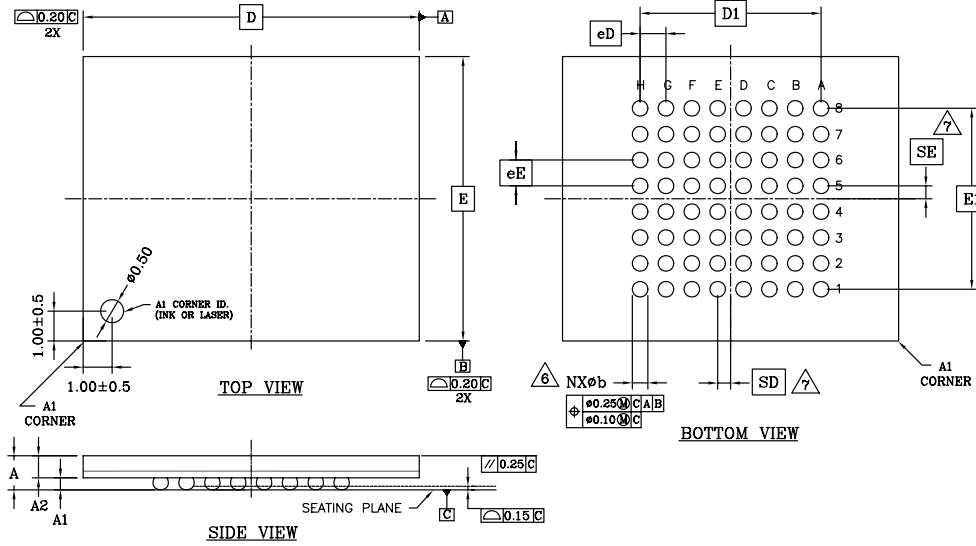 ⌓ 0.20 C
2X
D
A
E
ø0.50
A1 CORNER ID.
(INK OR LASER)
1.00±0.5
1.00±0.5
A1
CORNER
TOP VIEW
B
⌓ 0.20 C
2X
D1
eD
H G F E D C B A
8
7
6
5
4
3
2
1
eE
7
SE
E1
6 NXøb
⌖ ø0.25 Ⓜ C A B
ø0.10 Ⓜ C
SD 7
A1
CORNER
BOTTOM VIEW
A
A2
A1
// 0.25 C
SEATING PLANE
C
⌓ 0.15 C
SIDE VIEW